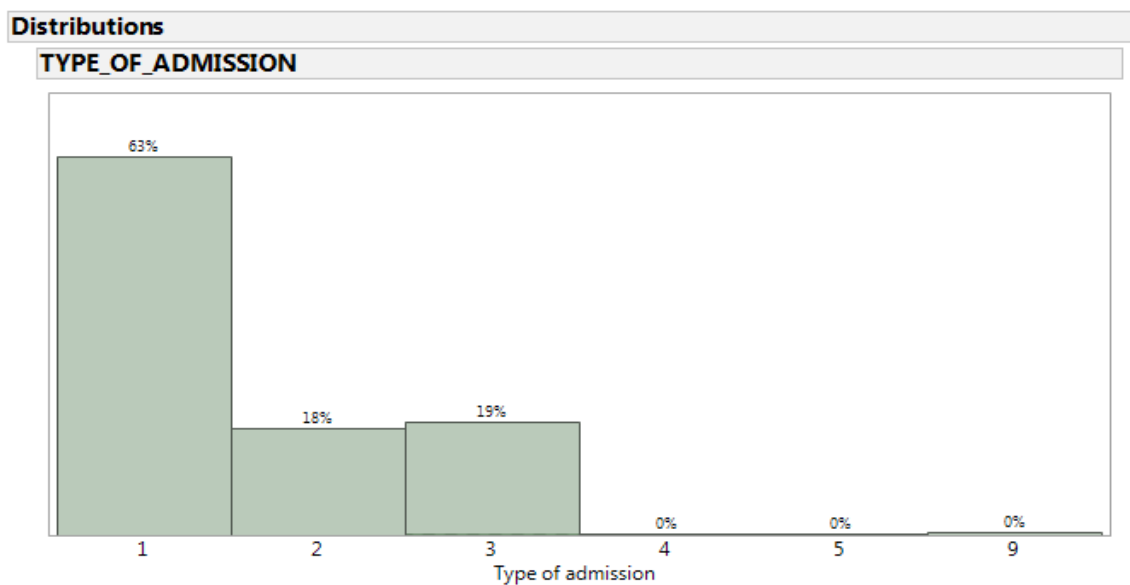 Distributions
TYPE_OF_ADMISSION
63%
18%
19%
0%
0%
0%
1 2 3 4 5 9
Type of admission